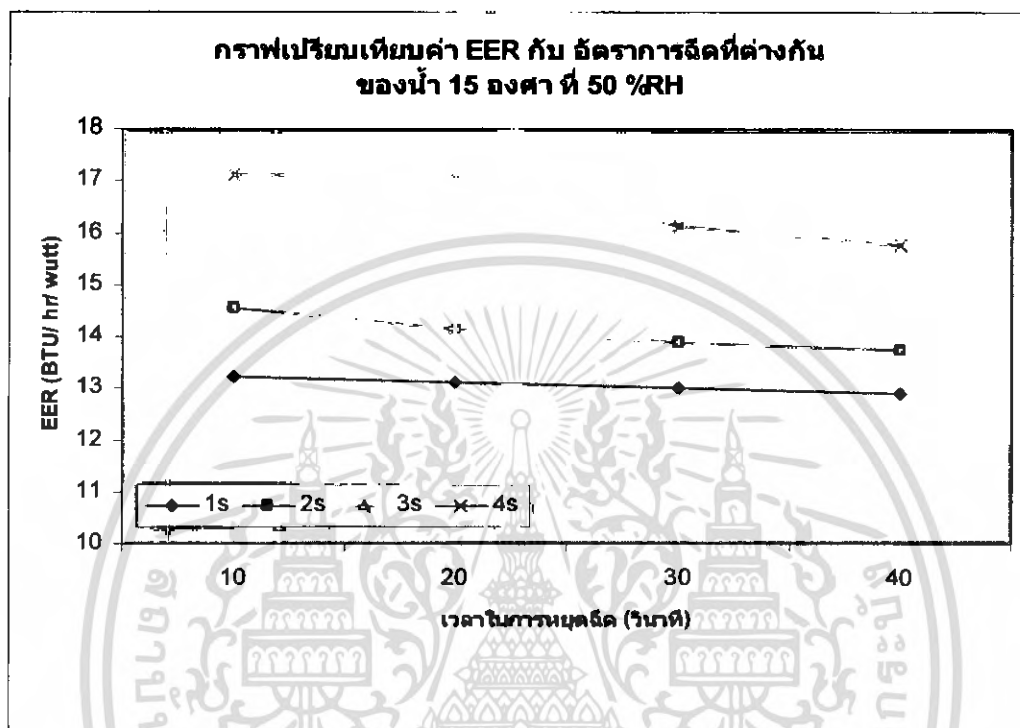 กราฟเปรียบเทียบค่า EER กับ อัตราการฉีดที่ต่างกัน
ของน้ำ 15 องศา ที่ 50 %RH
18
17
16
15
14
13
12
11
10
EER (BTU/ hr/ wutt)
1s 2s 3s 4s
10 20 30 40
เวลาในการหยุดฉีด (วินาที)